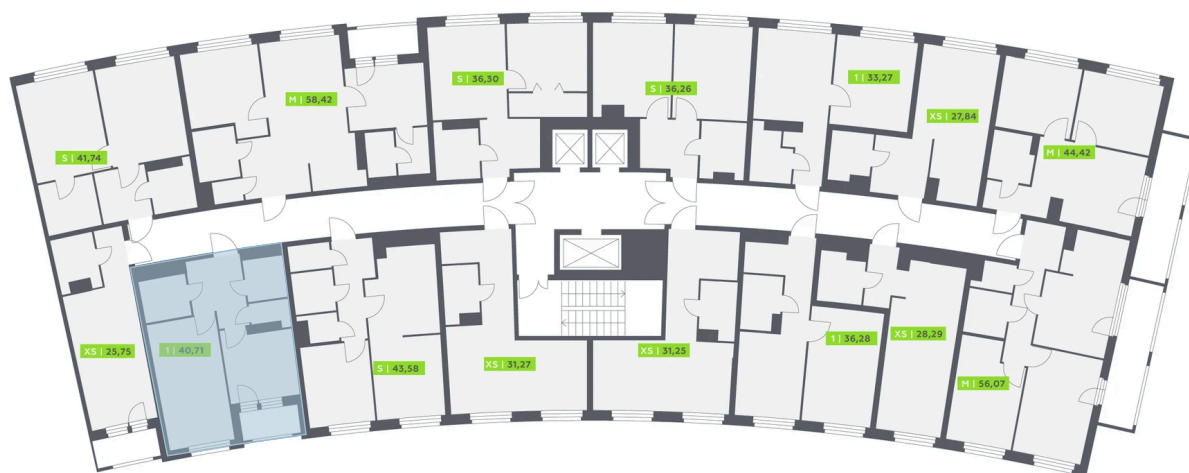 S | 41,74
M | 58,42
S | 36,30
S | 36,26
1 | 33,27
XS | 27,84
M | 44,42
XS | 25,75
1 | 40,71
S | 43,58
XS | 31,27
XS | 31,25
1 | 36,28
XS | 28,29
M | 56,07